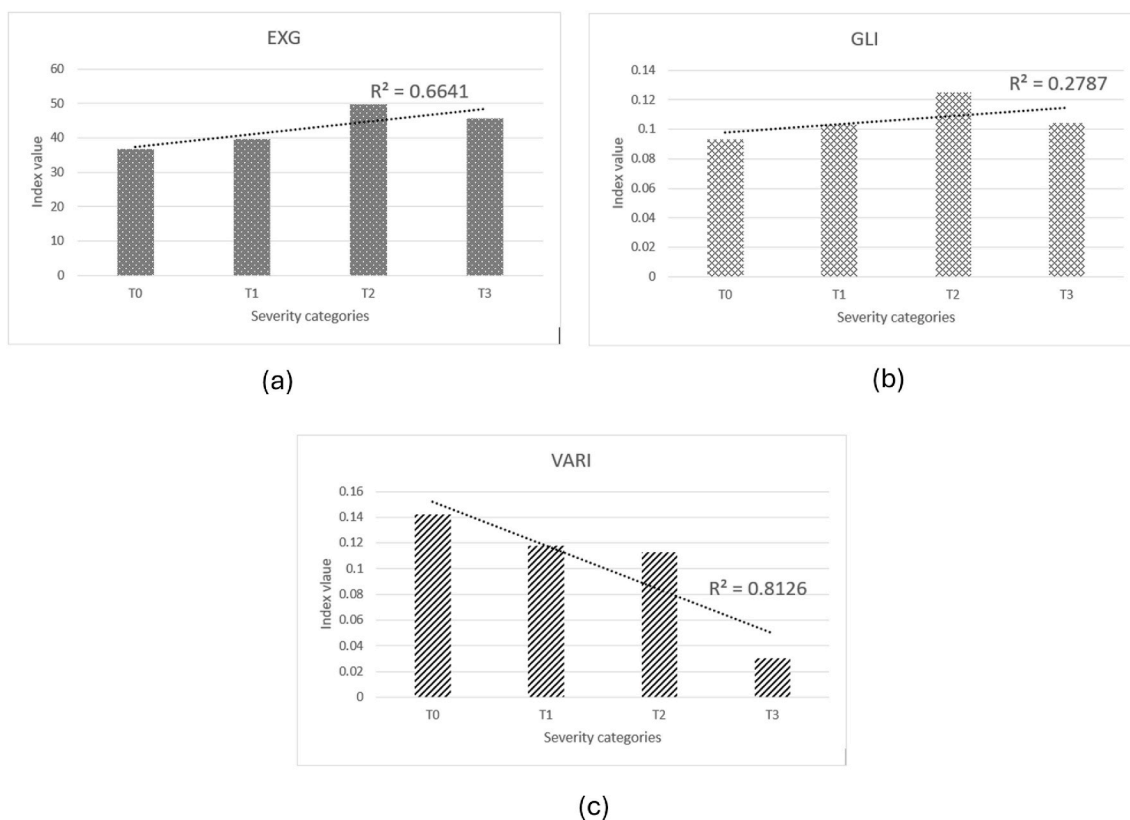 EXG
60
50
40
30
20
10
0
Index value
R² = 0.6641
T0 T1 T2 T3
Severity categories
(a)
GLI
0.14
0.12
0.1
0.08
0.06
0.04
0.02
0
Index value
R² = 0.2787
T0 T1 T2 T3
Severity categories
(b)
VARI
0.16
0.14
0.12
0.1
0.08
0.06
0.04
0.02
0
Index vlaue
R² = 0.8126
T0 T1 T2 T3
Severity categories
(c)